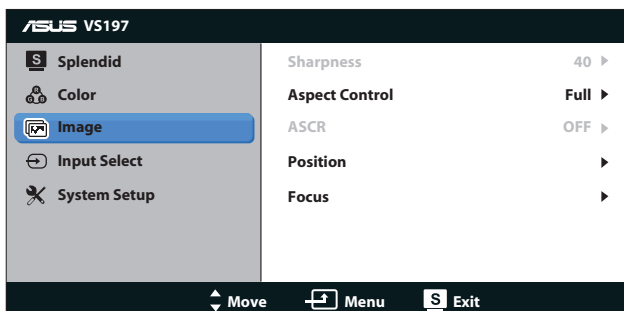 ASUS VS197
S Splendid
Color
Image
Input Select
System Setup
Sharpness 40
Aspect Control Full
ASCR OFF
Position
Focus
Move Menu S Exit